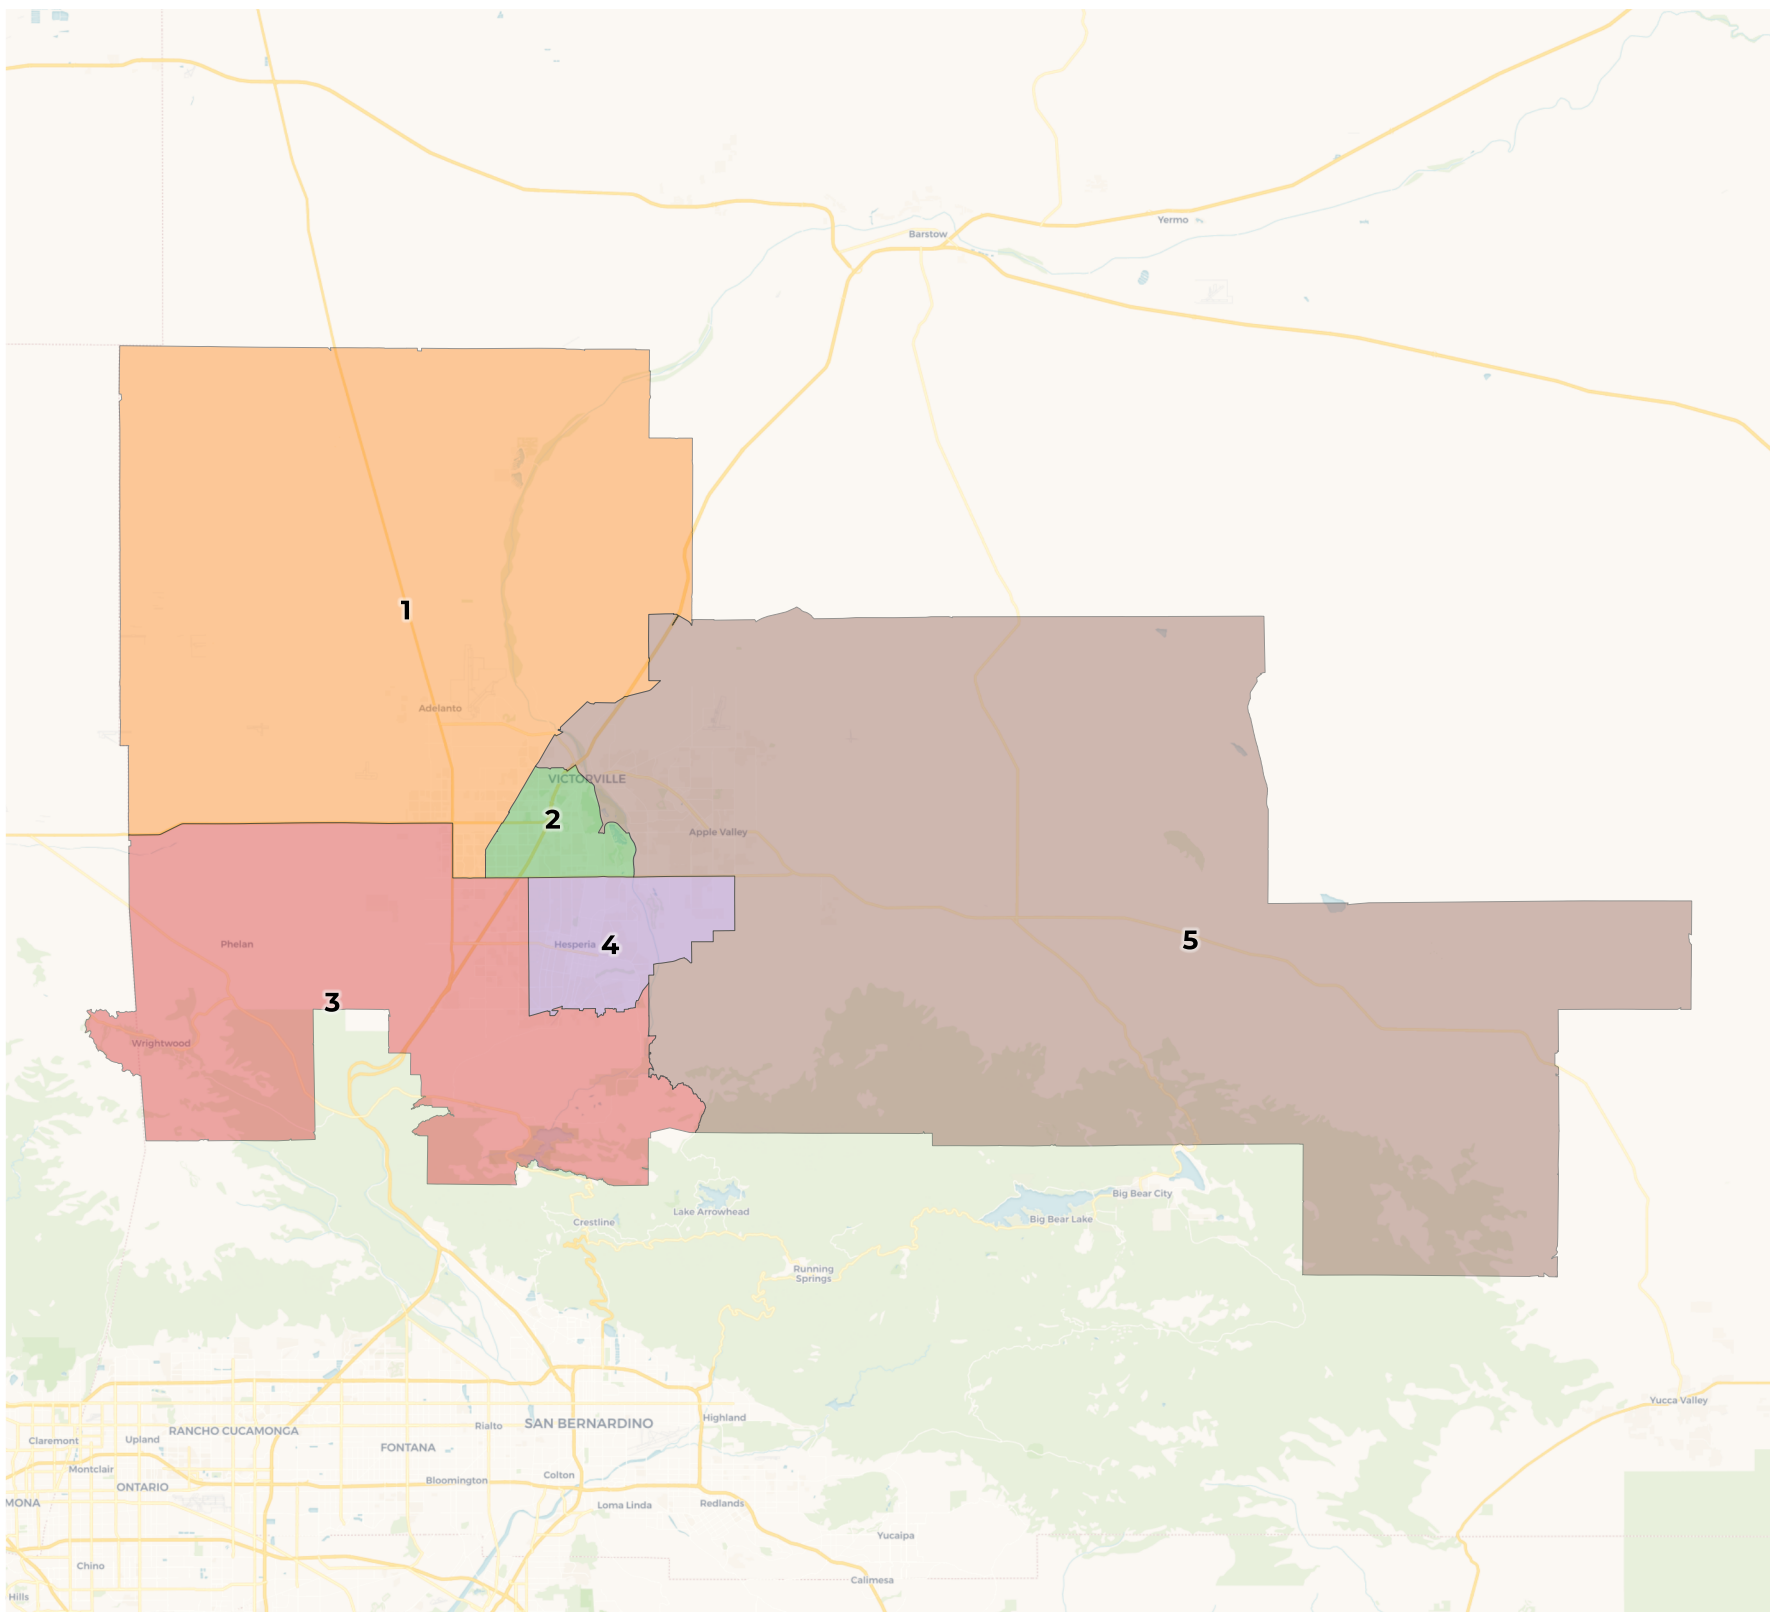 Barstow
Yermo
1
Adelanto
VICTORVILLE
2
Apple Valley
Phelan
Hesperia
4
5
3
Wrightwood
Big Bear City
Lake Arrowhead
Crestline
Big Bear Lake
Running
Springs
Yucca Valley
Highland
SAN BERNARDINO
Rialto
RANCHO CUCAMONGA
Claremont
Upland
FONTANA
Montclair
Colton
Bloomington
ONTARIO
MONA
Loma Linda
Redlands
Yucaipa
Chino
Calimesa
Hills